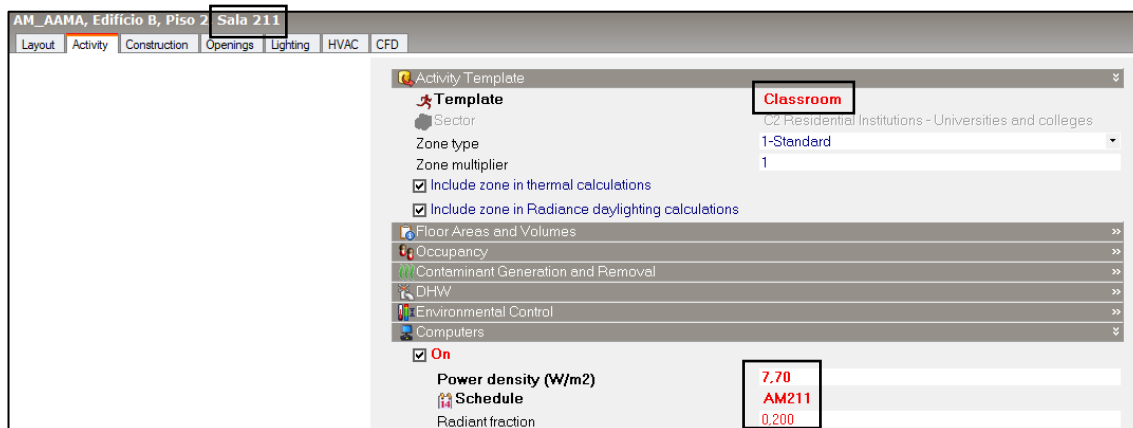 AM_AAMA, Edifício B, Piso 2, Sala 211
Layout Activity Construction Openings Lighting HVAC CFD
Activity Template
Template Classroom
Sector C2 Residential Institutions - Universities and colleges
Zone type 1-Standard
Zone multiplier 1
Include zone in thermal calculations
Include zone in Radiance daylighting calculations
Floor Areas and Volumes
Occupancy
Contaminant Generation and Removal
DHW
Environmental Control
Computers
On
Power density (W/m2) 7,70
Schedule AM211
Radiant fraction 0,200